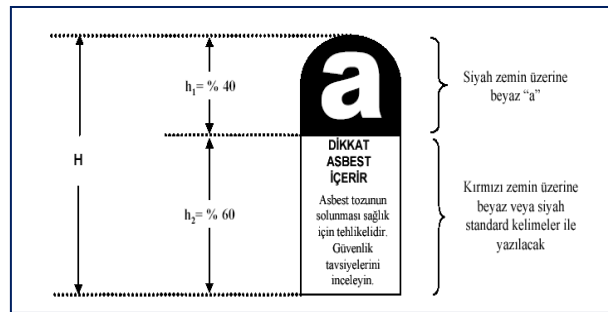 H
h₁= % 40
h₂= % 60
a
DİKKAT
ASBEST
İÇERİR
Asbest tozunun
solunması sağlık
için tehlikelidir.
Güvenlik
tavsiyelerini
inceleyin.
Siyah zemin üzerine
beyaz “a”
Kırmızı zemin üzerine
beyaz veya siyah
standard kelimeler ile
yazılacak